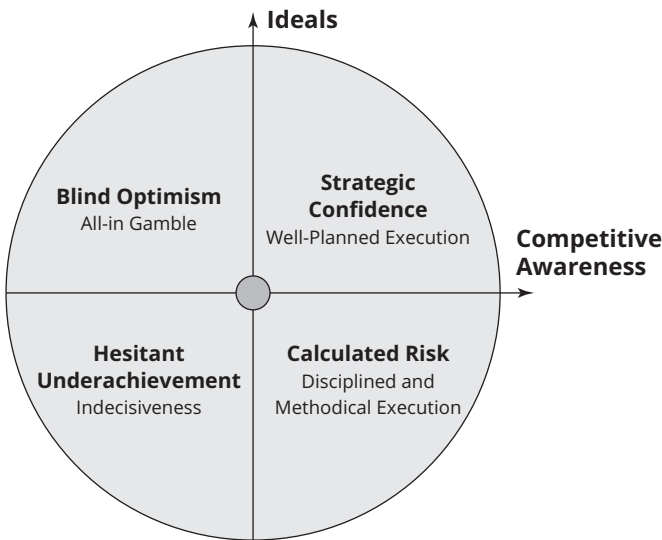 Ideals
Blind Optimism
All-in Gamble
Strategic
Confidence
Well-Planned Execution
Competitive
Awareness
Hesitant
Underachievement
Indecisiveness
Calculated Risk
Disciplined and
Methodical Execution